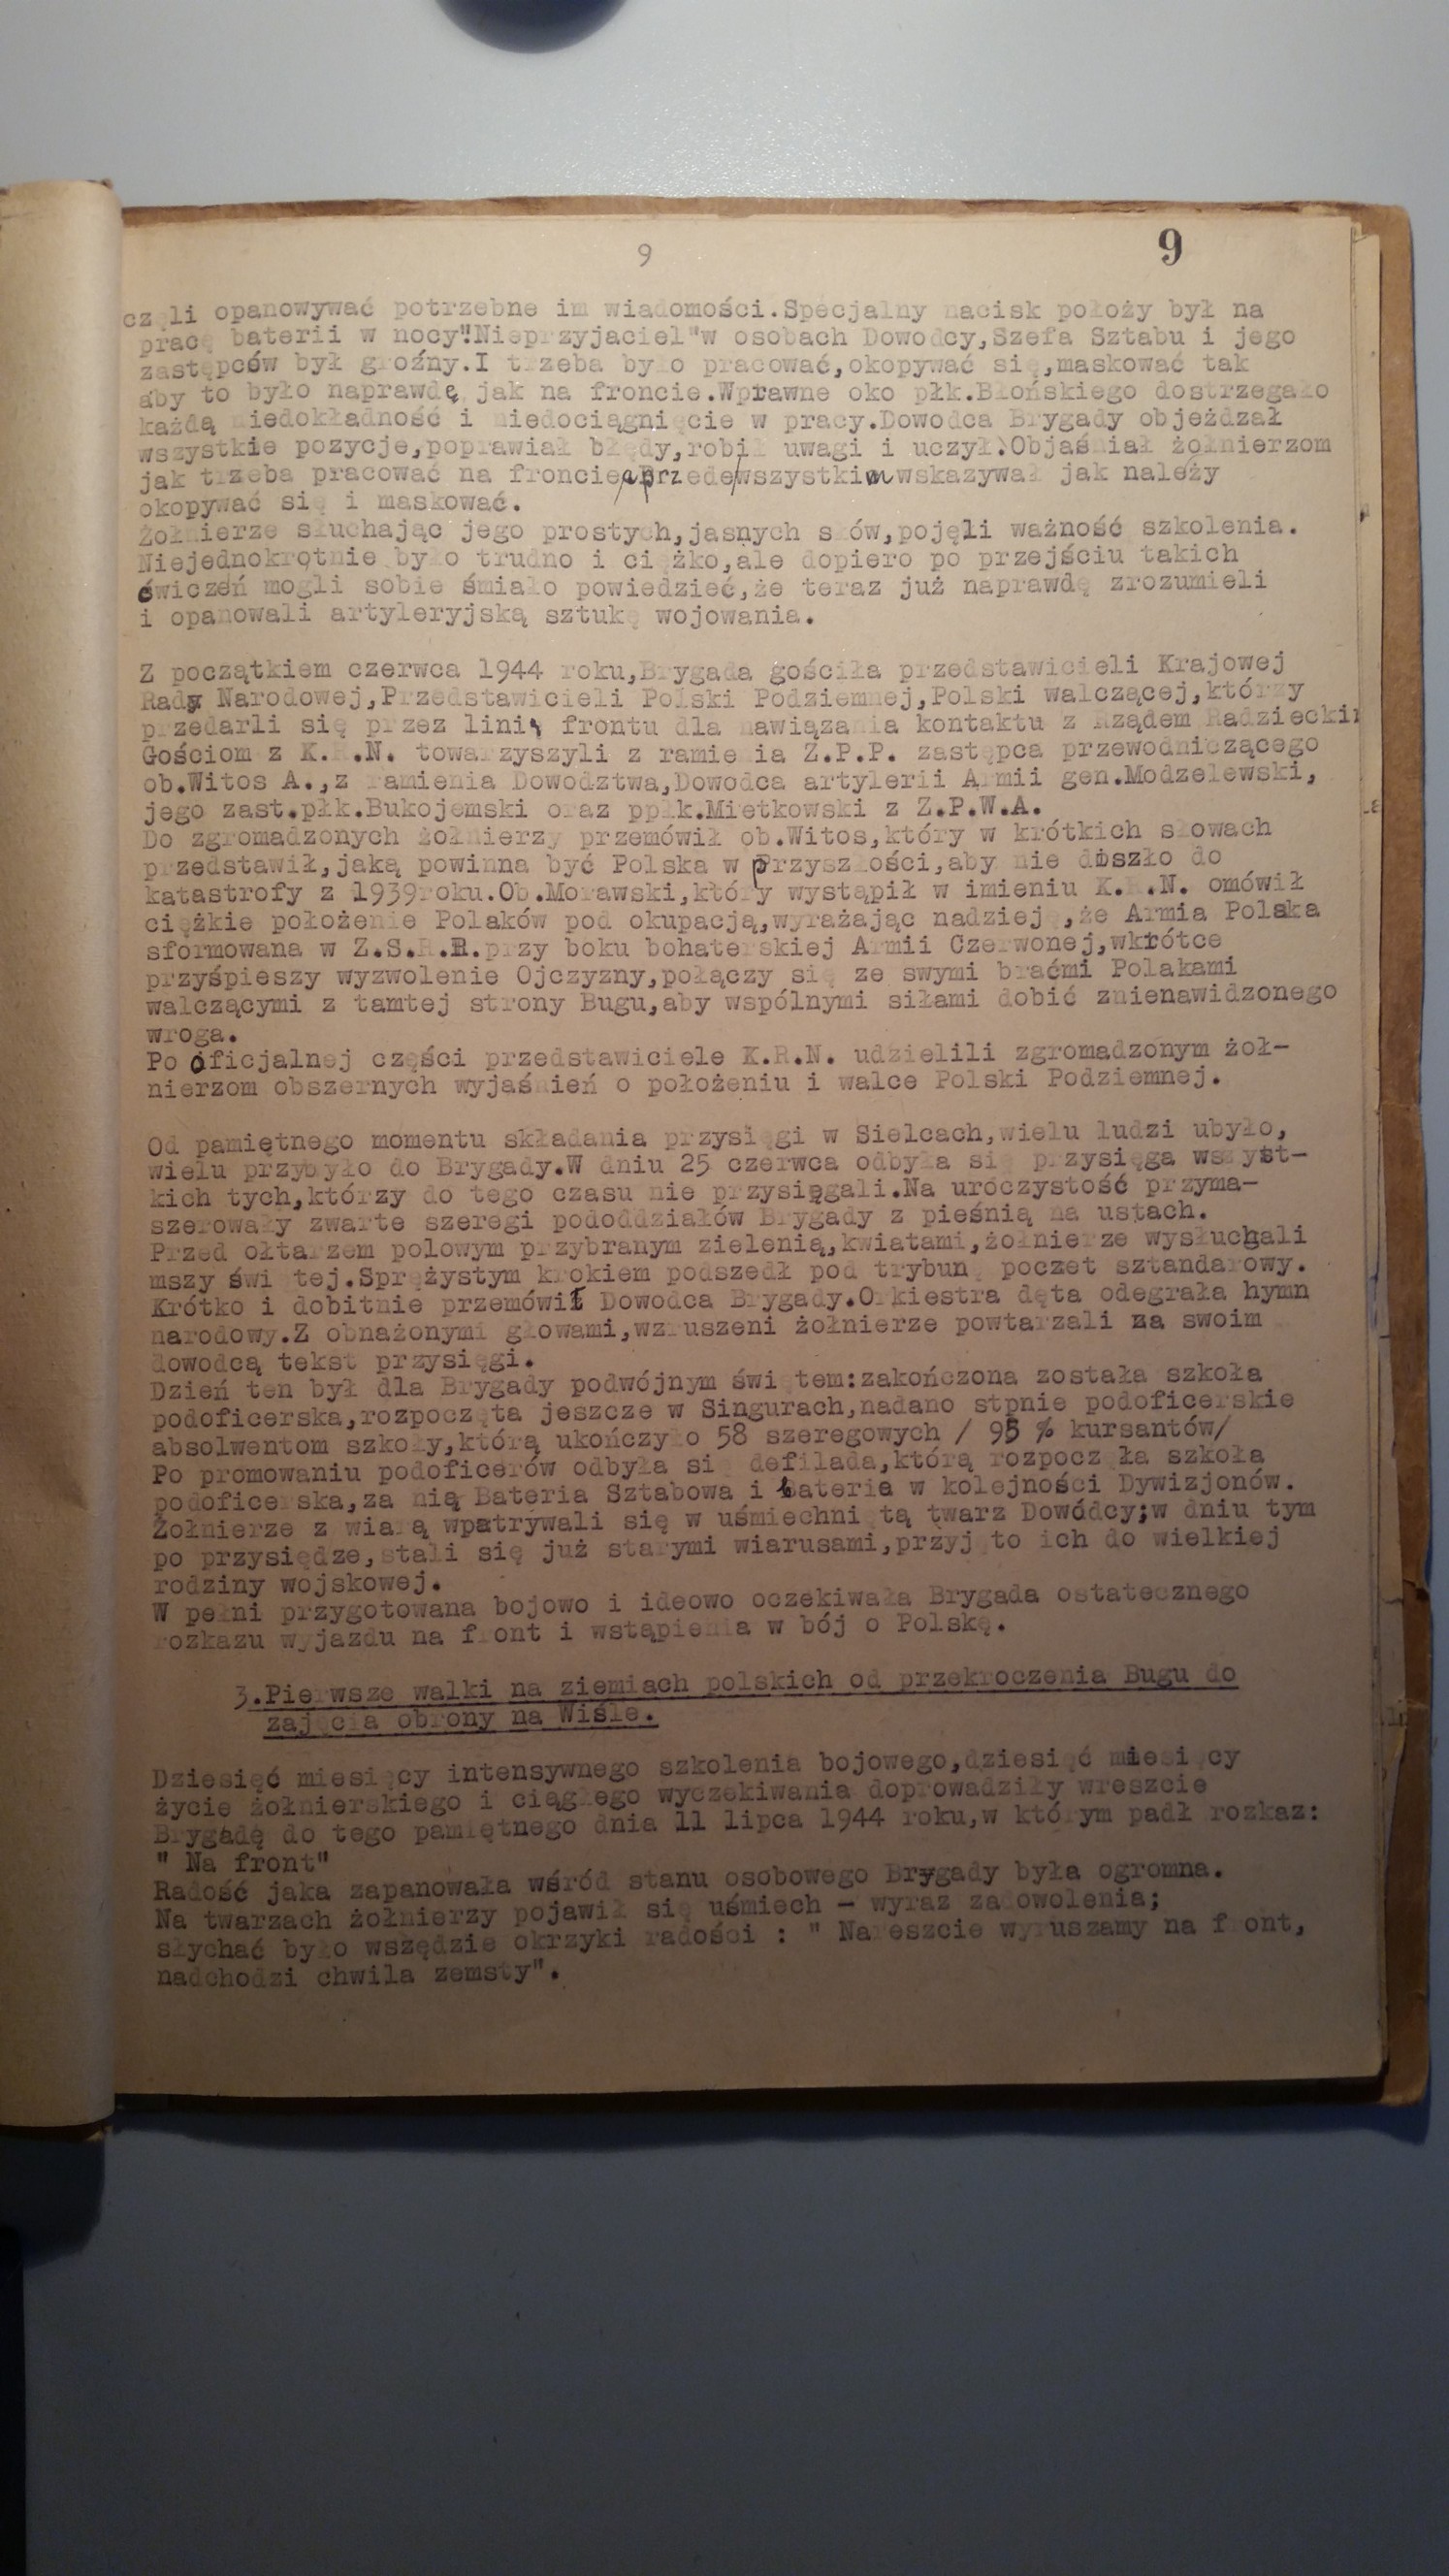 9
9
częli opanowywać potrzebne im wiadomości.Specjalny nacisk położy był na
pracę baterii w nocy"!Nieprzyjaciel"w osobach Dowodcy,Szefa Sztabu i jego
zastępców był groźny.I trzeba było pracować,okopywać się,maskować tak
aby to było naprawdę jak na froncie.Wprawne oko płk.Błońskiego dostrzegało
każdą niedokładność i niedociągnięcie w pracy.Dowodca Brygady objeżdzał
wszystkie pozycje,poprawiał błędy,robił uwagi i uczył.Objaśniał żołnierzom
jak trzeba pracować na froncie,a przede/wszystkim wskazywał jak należy
okopywać się i maskować.
Żołnierze słuchając jego prostych,jasnych słów,pojęli ważność szkolenia.
Niejednokrotnie było trudno i ciężko,ale dopiero po przejściu takich
ćwiczeń mogli sobie śmiało powiedzieć,że teraz już naprawdę zrozumieli
i opanowali artyleryjską sztukę wojowania.
Z początkiem czerwca 1944 roku,Brygada gościła przedstawicieli Krajowej
Rady Narodowej,Przedstawicieli Polski Podziemnej,Polski walczącej,którzy
przedarli się przez linię frontu dla nawiązania kontaktu z Rządem Radzieckim
Gościom z K.R.N. towarzyszyli z ramienia Z.P.P. zastępca przewodniczącego
ob.Witos A.,z ramienia Dowodztwa,Dowodca artylerii Armii gen.Modzelewski,
jego zast.płk.Bukojemski oraz ppłk.Mietkowski z Z.P.W.A.
Do zgromadzonych żołnierzy przemówił ob.Witos,który w krótkich słowach
przedstawił,jaką powinna być Polska w przyszłości,aby nie doszło do
katastrofy z 1939roku.Ob.Morawski,który wystąpił w imieniu K.R.N. omówił
ciężkie położenie Polaków pod okupacją,wyrażając nadzieję,że Armia Polska
sformowana w Z.S.R.R.przy boku bohaterskiej Armii Czerwonej,wkrótce
przyśpieszy wyzwolenie Ojczyzny,połączy się ze swymi braćmi Polakami
walczącymi z tamtej strony Bugu,aby wspólnymi siłami dobić znienawidzonego
wroga.
Po oficjalnej części przedstawiciele K.R.N. udzielili zgromadzonym żoł-
nierzom obszernych wyjaśnień o położeniu i walce Polski Podziemnej.
Od pamiętnego momentu składania przysięgi w Sielcach,wielu ludzi ubyło,
wielu przybyło do Brygady.W dniu 25 czerwca odbyła się przysięga wszyst-
kich tych,którzy do tego czasu nie przysięgali.Na uroczystość przyma-
szerowały zwarte szeregi pododdziałów Brygady z pieśnią na ustach.
Przed ołtarzem polowym przybranym zielenią,kwiatami,żołnierze wysłuchali
mszy świętej.Sprężystym krokiem podszedł pod trybunę poczet sztandarowy.
Krótko i dobitnie przemówił Dowodca Brygady.Orkiestra dęta odegrała hymn
narodowy.Z obnażonymi głowami,wzruszeni żołnierze powtarzali za swoim
dowodcą tekst przysięgi.
Dzień ten był dla Brygady podwójnym świętem:zakończona została szkoła
podoficerska,rozpoczęta jeszcze w Singurach,nadano stpnie podoficerskie
absolwentom szkoły,którą ukończyło 58 szeregowych / 95 % kursantów/
Po promowaniu podoficerów odbyła się defilada,którą rozpoczęła szkoła
podoficerska,za nią Bateria Sztabowa i baterie w kolejności Dywizjonów.
Żołnierze z wiarą wpatrywali się w uśmiechniętą twarz Dowódcy;w dniu tym
po przysiędze,stali się już starymi wiarusami,przyjęto ich do wielkiej
rodziny wojskowej.
W pełni przygotowana bojowo i ideowo oczekiwała Brygada ostatecznego
rozkazu wyjazdu na front i wstąpienia w bój o Polskę.
3.Pierwsze walki na ziemiach polskich od przekroczenia Bugu do
zajęcia obrony na Wiśle.
Dziesięć miesięcy intensywnego szkolenia bojowego,dziesięć miesięcy
życie żołnierskiego i ciągłego wyczekiwania doprowadziły wreszcie
Brygadę do tego pamiętnego dnia 11 lipca 1944 roku,w którym padł rozkaz:
" Na front"
Radość jaka zapanowała wśród stanu osobowego Brygady była ogromna.
Na twarzach żołnierzy pojawił się uśmiech - wyraz zadowolenia;
słychać było wszędzie okrzyki radości : " Nareszcie wyruszamy na front,
nadchodzi chwila zemsty".